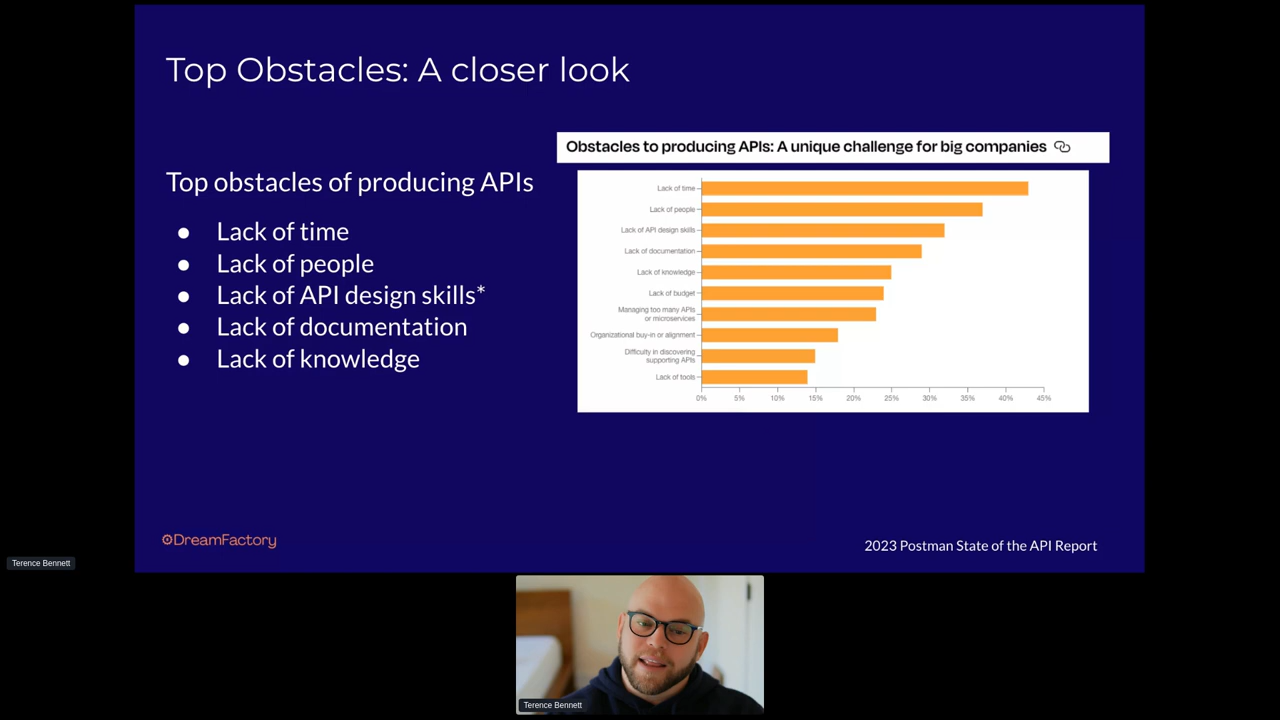 Top Obstacles: A closer look
Obstacles to producing APIs: A unique challenge for big companies
Top obstacles of producing APIs
● Lack of time
● Lack of people
● Lack of API design skills*
● Lack of documentation
● Lack of knowledge
Lack of time
Lack of people
Lack of API design skills
Lack of documentation
Lack of knowledge
Lack of budget
Managing too many APIs
or microservices
Organizational buy-in or alignment
Difficulty in discovering
supporting APIs
Lack of tools
0% 5% 10% 15% 20% 25% 30% 35% 40% 45%
DreamFactory
2023 Postman State of the API Report
Terence Bennett
Terence Bennett